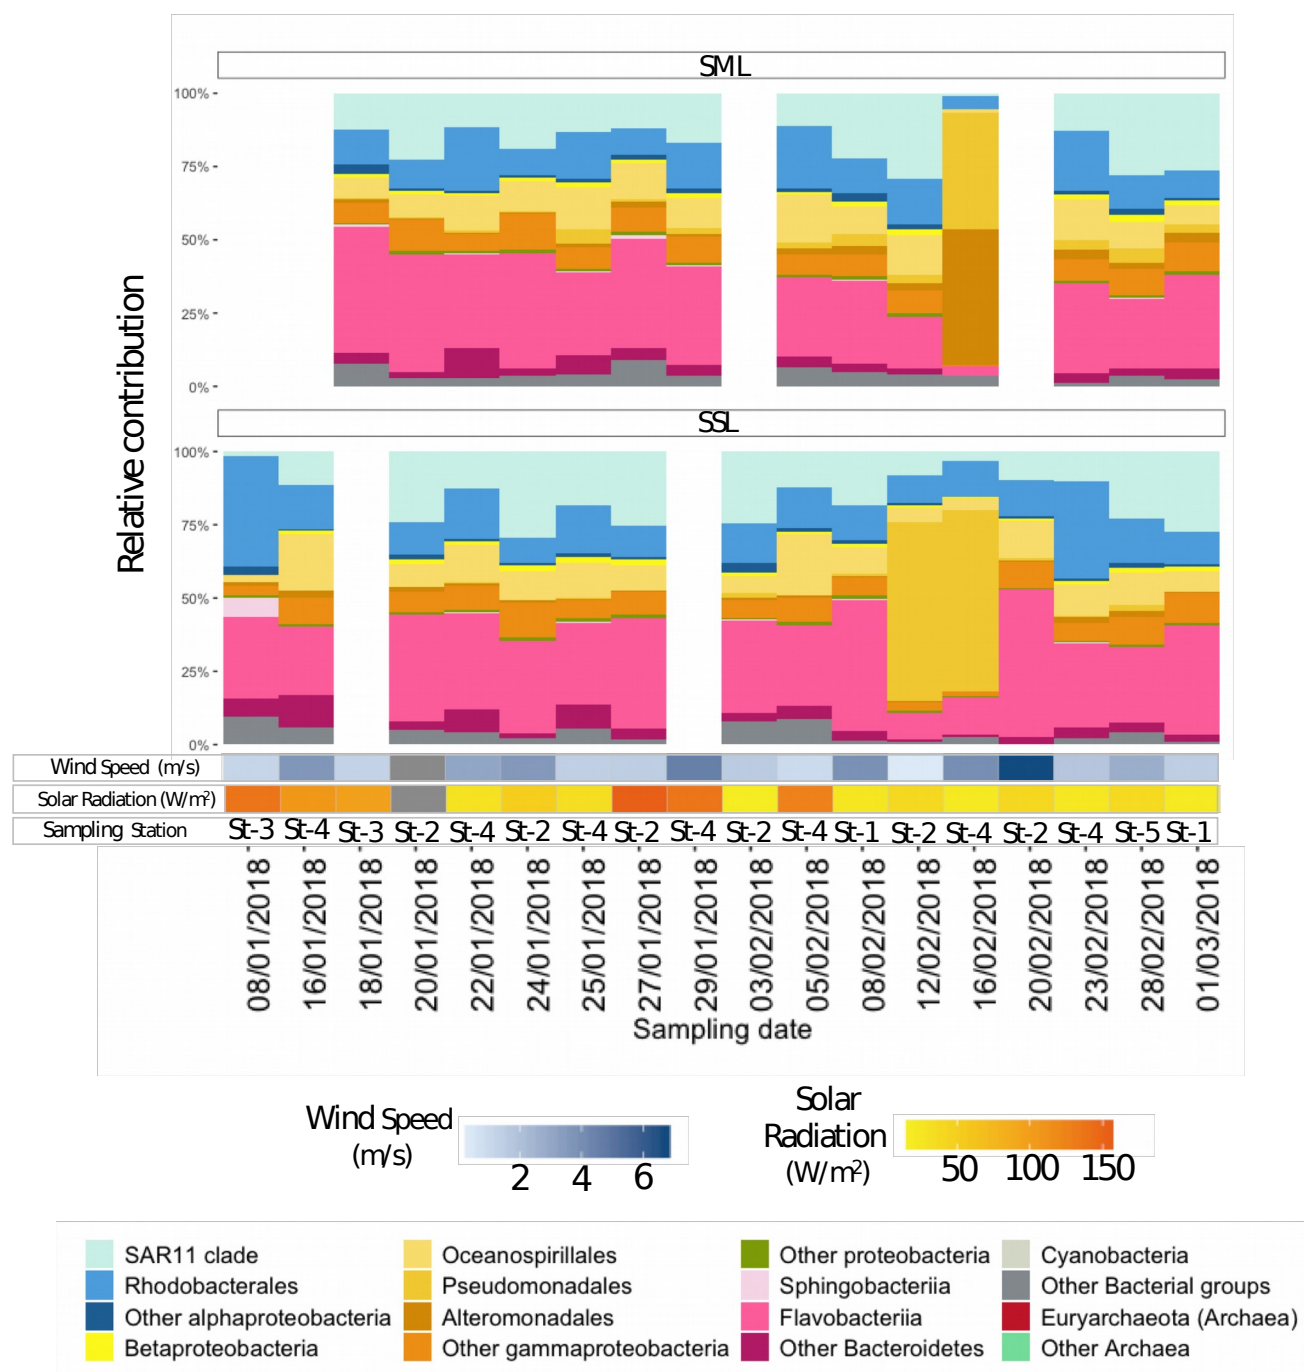 SML
100%
75%
50%
25%
0%
Relative contribution
SSL
100%
75%
50%
25%
0%
Wind Speed (m/s)
Solar Radiation (W/m²)
Sampling Station St-3 St-4 St-3 St-2 St-4 St-2 St-4 St-2 St-4 St-2 St-4 St-1 St-2 St-4 St-2 St-4 St-5 St-1
08/01/2018 16/01/2018 18/01/2018 20/01/2018 22/01/2018 24/01/2018 25/01/2018 27/01/2018 29/01/2018 03/02/2018 05/02/2018 08/02/2018 12/02/2018 16/02/2018 20/02/2018 23/02/2018 28/02/2018 01/03/2018
Sampling date
Wind Speed
(m/s)
2 4 6
Solar
Radiation
(W/m²)
50 100 150
SAR11 clade
Rhodobacterales
Other alphaproteobacteria
Betaproteobacteria
Oceanospirillales
Pseudomonadales
Alteromonadales
Other gammaproteobacteria
Other proteobacteria
Sphingobacteriia
Flavobacteriia
Other Bacteroidetes
Cyanobacteria
Other Bacterial groups
Euryarchaeota (Archaea)
Other Archaea